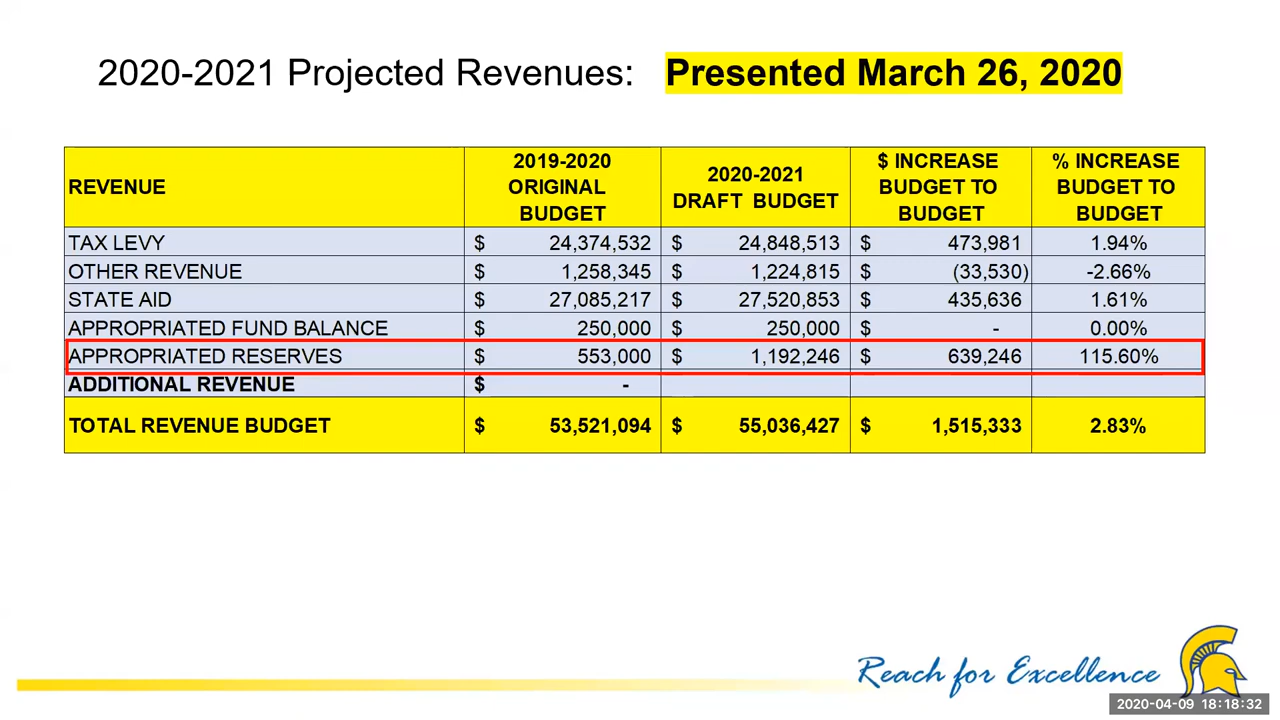 2020-2021 Projected Revenues: Presented March 26, 2020
REVENUE 2019-2020 ORIGINAL BUDGET 2020-2021 DRAFT BUDGET $ INCREASE BUDGET TO BUDGET % INCREASE BUDGET TO BUDGET
TAX LEVY $ 24,374,532 $ 24,848,513 $ 473,981 1.94%
OTHER REVENUE $ 1,258,345 $ 1,224,815 $ (33,530) -2.66%
STATE AID $ 27,085,217 $ 27,520,853 $ 435,636 1.61%
APPROPRIATED FUND BALANCE $ 250,000 $ 250,000 $ - 0.00%
APPROPRIATED RESERVES $ 553,000 $ 1,192,246 $ 639,246 115.60%
ADDITIONAL REVENUE $ -
TOTAL REVENUE BUDGET $ 53,521,094 $ 55,036,427 $ 1,515,333 2.83%
Reach for Excellence
2020-04-09 18:18:32